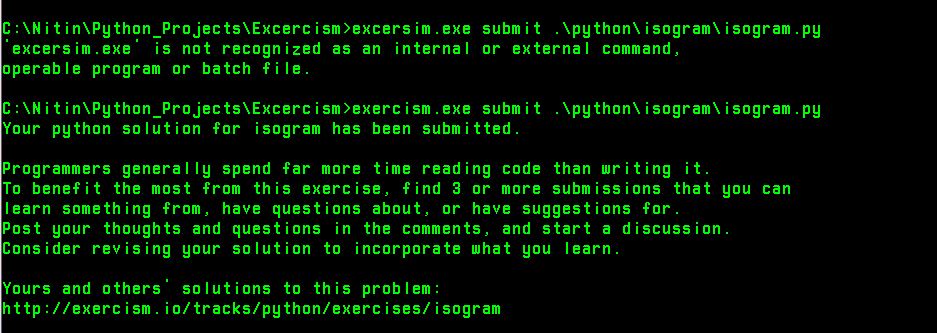 C:\Nitin\Python_Projects\Excercism>excersim.exe submit .\python\isogram\isogram.py
'excersim.exe' is not recognized as an internal or external command,
operable program or batch file.
C:\Nitin\Python_Projects\Excercism>exercism.exe submit .\python\isogram\isogram.py
Your python solution for isogram has been submitted.
Programmers generally spend far more time reading code than writing it.
To benefit the most from this exercise, find 3 or more submissions that you can
learn something from, have questions about, or have suggestions for.
Post your thoughts and questions in the comments, and start a discussion.
Consider revising your solution to incorporate what you learn.
Yours and others' solutions to this problem:
http://exercism.io/tracks/python/exercises/isogram